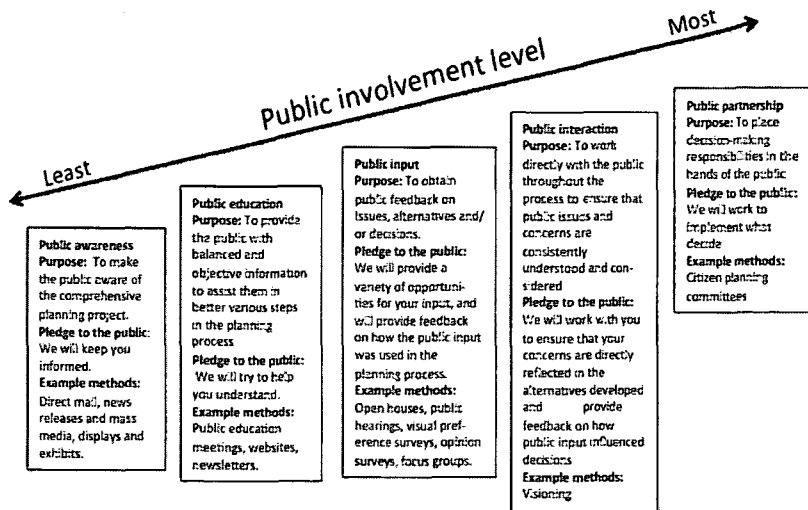 Most
Public involvement level
Least
Public awareness
Purpose: To make
the public aware of
the comprehensive
planning project.
Pledge to the public:
We will keep you
informed.
Example methods:
Direct mail, news
releases and mass
media, displays and
exhibits.
Public education
Purpose: To provide
the public with
balanced and
objective information
to assist them in
better various steps
in the planning
process
Pledge to the public:
We will try to help
you understand.
Example methods:
Public education
meetings, websites,
newsletters.
Public input
Purpose: To obtain
public feedback on
issues, alternatives and/
or decisions.
Pledge to the public:
We will provide a
variety of opportuni-
ties for your input, and
will provide feedback
on how the public input
was used in the
planning process.
Example methods:
Open houses, public
hearings, visual pref-
erence surveys, opinion
surveys, focus groups.
Public interaction
Purpose: To work
directly with the public
throughout the
process to ensure that
public issues and
concerns are
consistently
understood and con-
sidered
Pledge to the public:
We will work with you
to ensure that your
concerns are directly
reflected in the
alternatives developed
and provide
feedback on how
public input influenced
decisions
Example methods:
Visioning
Public partnership
Purpose: To place
decision-making
responsibilities in the
hands of the public
Pledge to the public:
We will work to
implement what
decide
Example methods:
Citizen planning
committees